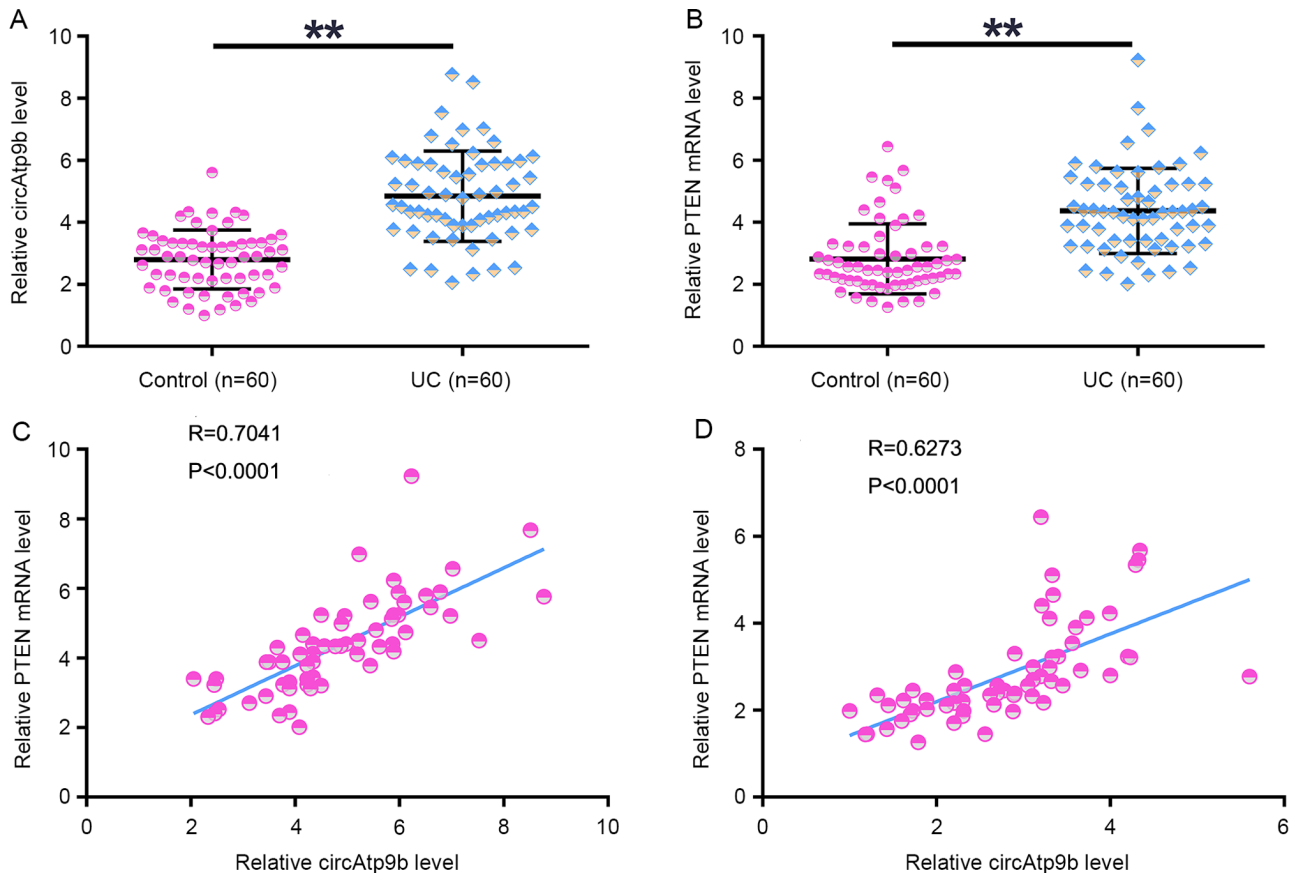 A
**
Relative circAtp9b level
10
8
6
4
2
0
Control (n=60)
UC (n=60)
B
**
Relative PTEN mRNA level
10
8
6
4
2
0
Control (n=60)
UC (n=60)
C
R=0.7041
P<0.0001
Relative PTEN mRNA level
10
8
6
4
2
0
0 2 4 6 8 10
Relative circAtp9b level
D
R=0.6273
P<0.0001
Relative PTEN mRNA level
8
6
4
2
0
0 2 4 6
Relative circAtp9b level